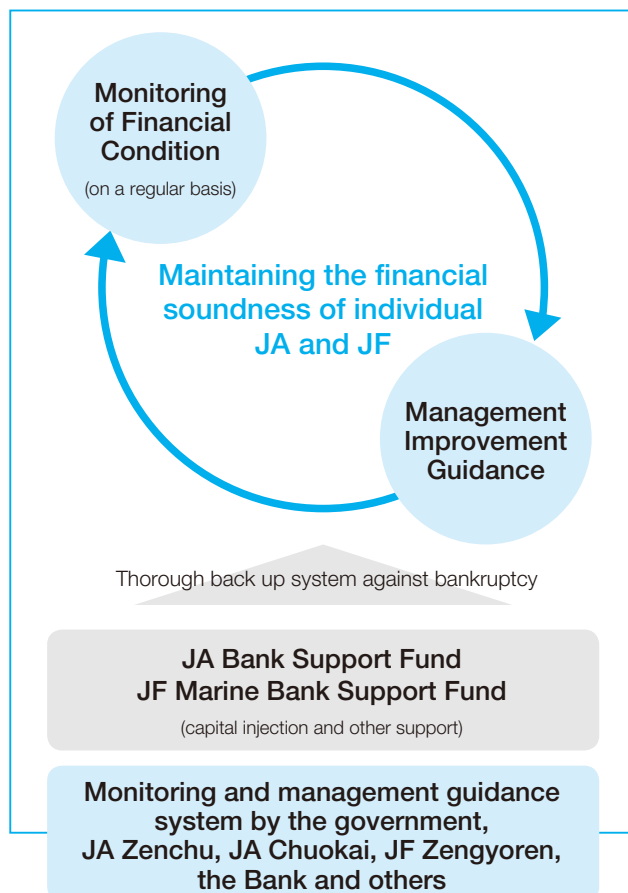 Monitoring
of Financial
Condition
(on a regular basis)
Maintaining the financial
soundness of individual
JA and JF
Management
Improvement
Guidance
Thorough back up system against bankruptcy
JA Bank Support Fund
JF Marine Bank Support Fund
(capital injection and other support)
Monitoring and management guidance
system by the government,
JA Zenchu, JA Chuokai, JF Zengyoren,
the Bank and others